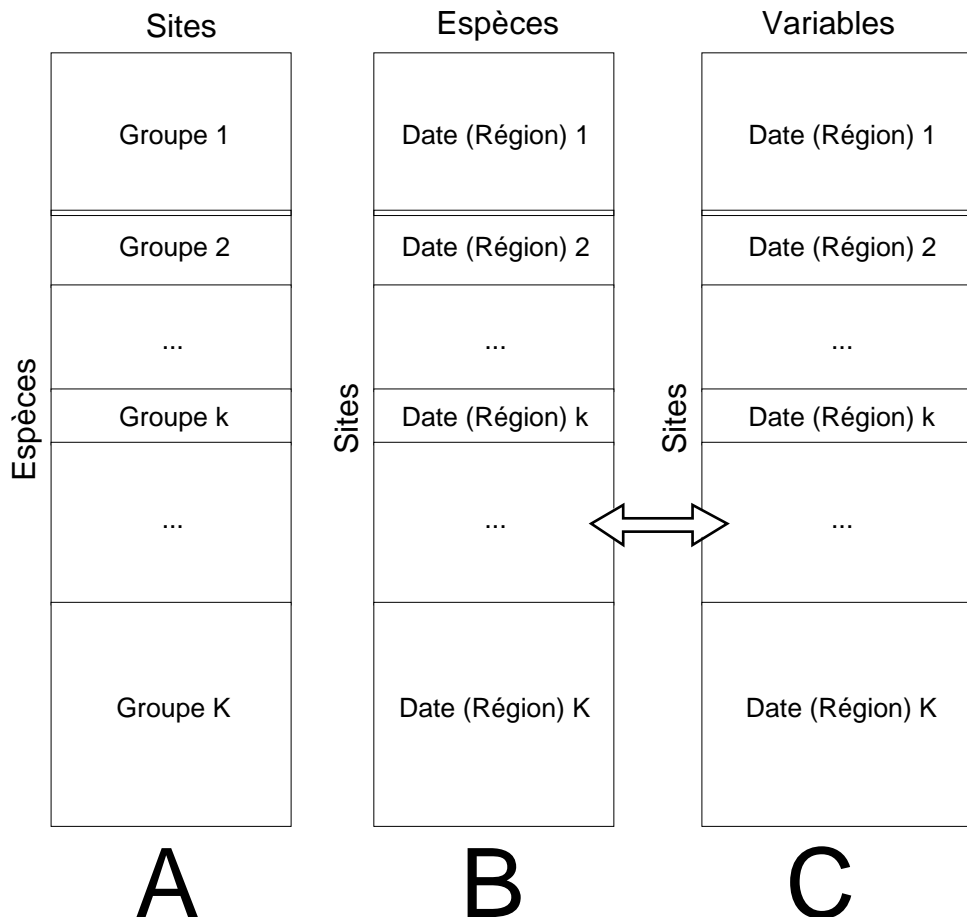 Sites
Espèces
Variables
Groupe 1
Date (Région) 1
Date (Région) 1
Groupe 2
Date (Région) 2
Date (Région) 2
...
...
...
Espèces
Sites
Sites
Groupe k
Date (Région) k
Date (Région) k
...
...
...
Groupe K
Date (Région) K
Date (Région) K
A
B
C